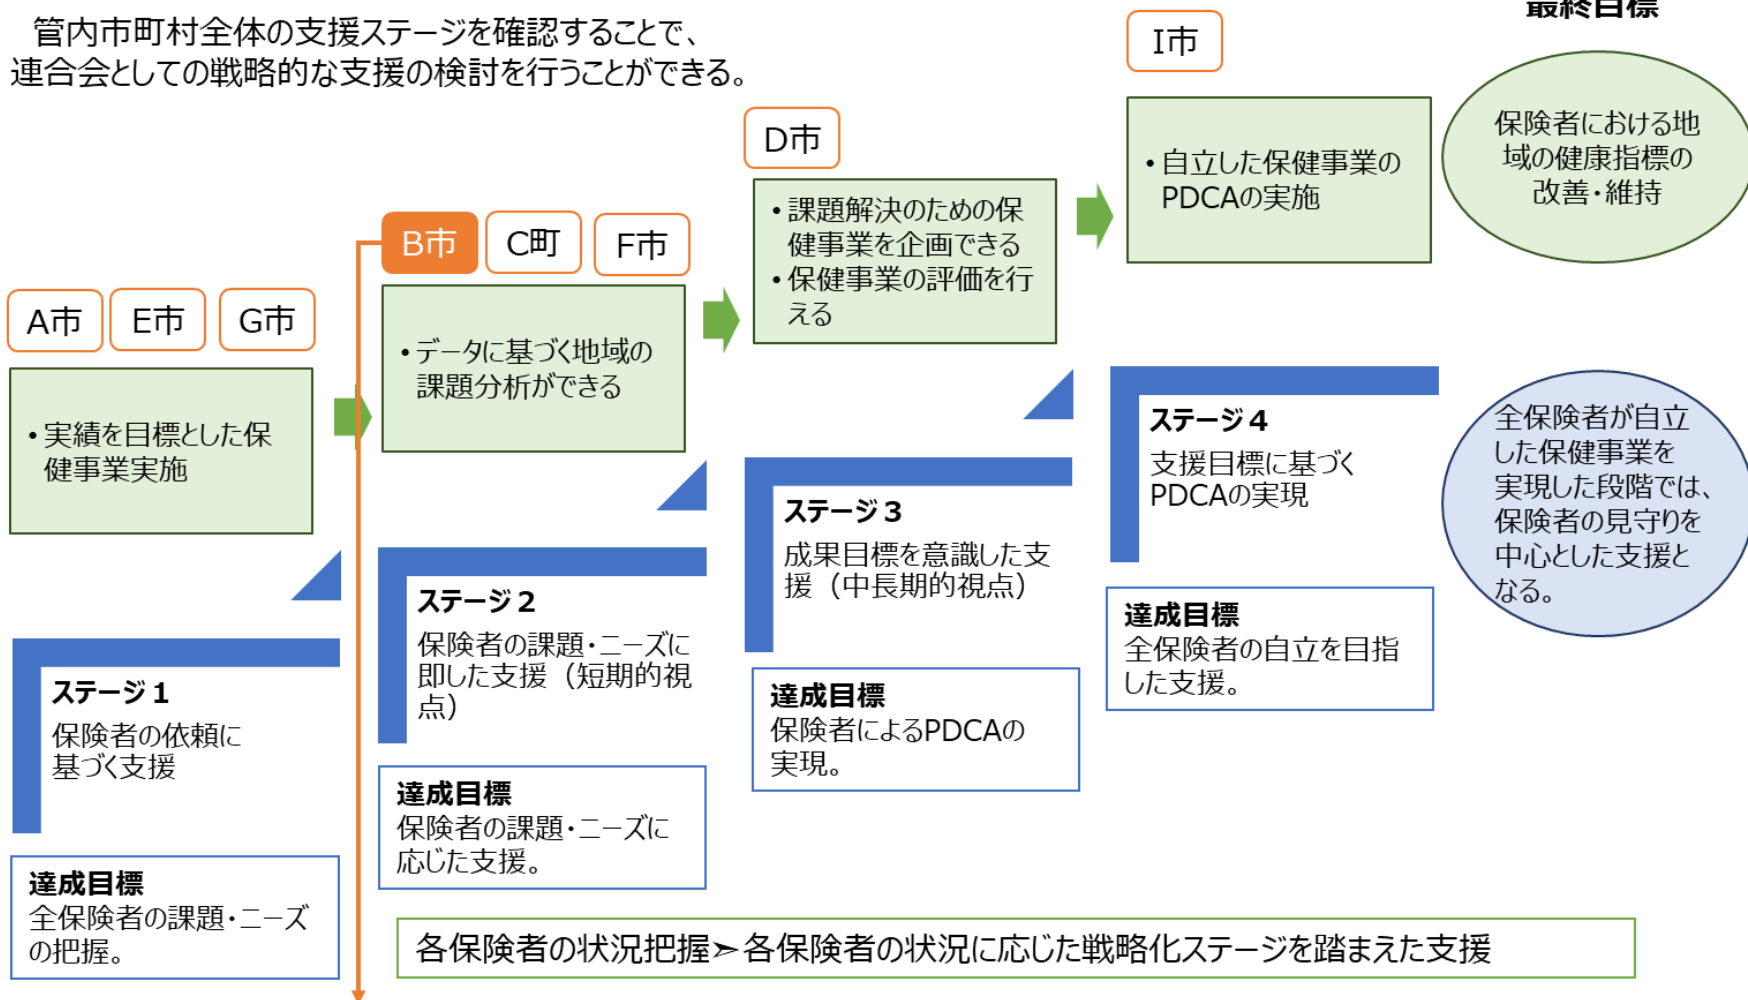 管内市町村全体の支援ステージを確認することで、
連合会としての戦略的な支援の検討を行うことができる。
最終目標
I市
保険者における地
域の健康指標の
改善・維持
・自立した保健事業の
PDCAの実施
D市
・課題解決のための保
健事業を企画できる
・保健事業の評価を行
える
B市
C町
F市
・データに基づく地域の
課題分析ができる
A市
E市
G市
・実績を目標とした保
健事業実施
ステージ１
保険者の依頼に
基づく支援
達成目標
全保険者の課題・ニーズ
の把握。
ステージ２
保険者の課題・ニーズに
即した支援（短期的視
点）
達成目標
保険者の課題・ニーズに
応じた支援。
ステージ３
成果目標を意識した支
援（中長期的視点）
達成目標
保険者によるPDCAの
実現。
ステージ４
支援目標に基づく
PDCAの実現
達成目標
全保険者の自立を目指
した支援。
全保険者が自立
した保健事業を
実現した段階では、
保険者の見守りを
中心とした支援と
なる。
各保険者の状況把握➣各保険者の状況に応じた戦略化ステージを踏まえた支援